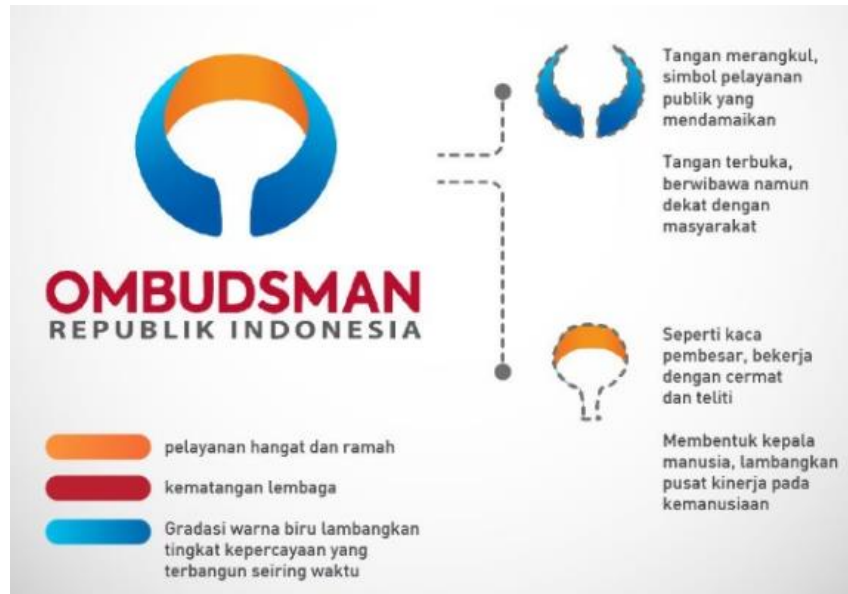 OMBUDSMAN
REPUBLIK INDONESIA
pelayanan hangat dan ramah
kematangan lembaga
Gradasi warna biru lambangkan
tingkat kepercayaan yang
terbangun seiring waktu
Tangan merangkul,
simbol pelayanan
publik yang
mendamaikan
Tangan terbuka,
berwibawa namun
dekat dengan
masyarakat
Seperti kaca
pembesar, bekerja
dengan cermat
dan teliti
Membentuk kepala
manusia, lambangkan
pusat kinerja pada
kemanusiaan